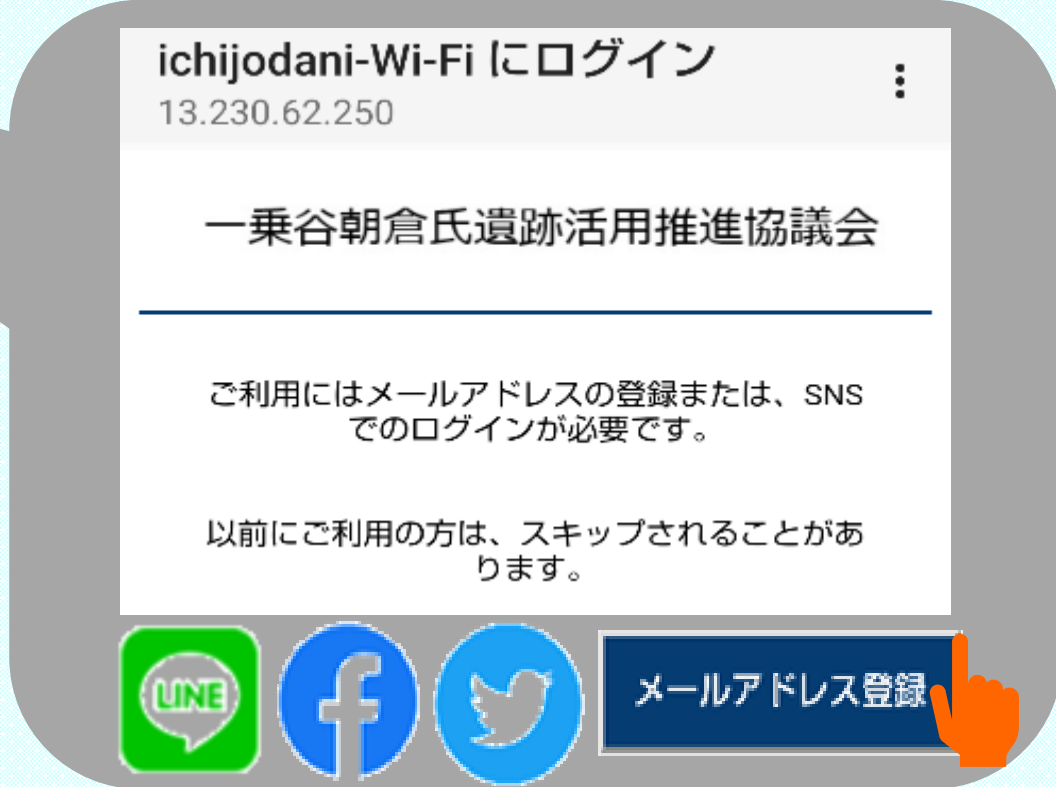 ichijodani-Wi-Fi にログイン
13.230.62.250
一乗谷朝倉氏遺跡活用推進協議会
ご利用にはメールアドレスの登録または、SNS
でのログインが必要です。
以前にご利用の方は、スキップされることがあ
ります。
LINE
メールアドレス登録